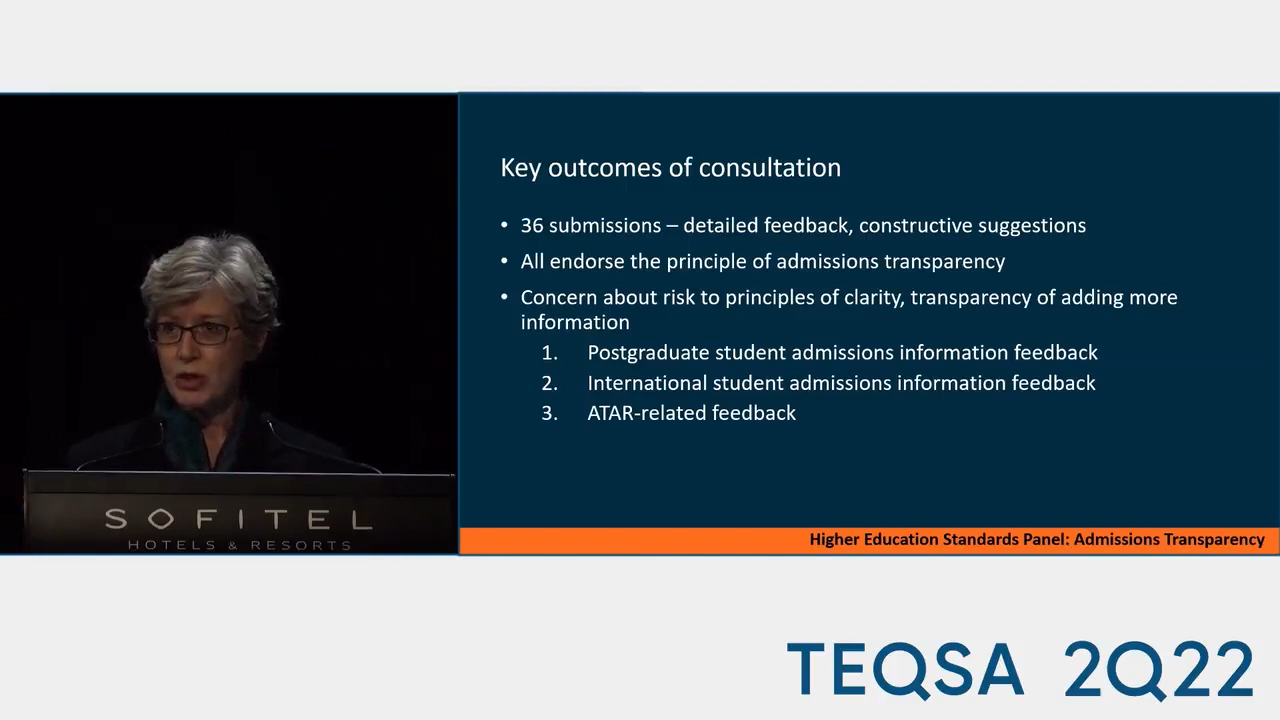 Key outcomes of consultation
• 36 submissions – detailed feedback, constructive suggestions
• All endorse the principle of admissions transparency
• Concern about risk to principles of clarity, transparency of adding more
information
1. Postgraduate student admissions information feedback
2. International student admissions information feedback
3. ATAR-related feedback
SOFITEL
HOTELS & RESORTS
Higher Education Standards Panel: Admissions Transparency
TEQSA 2Q22